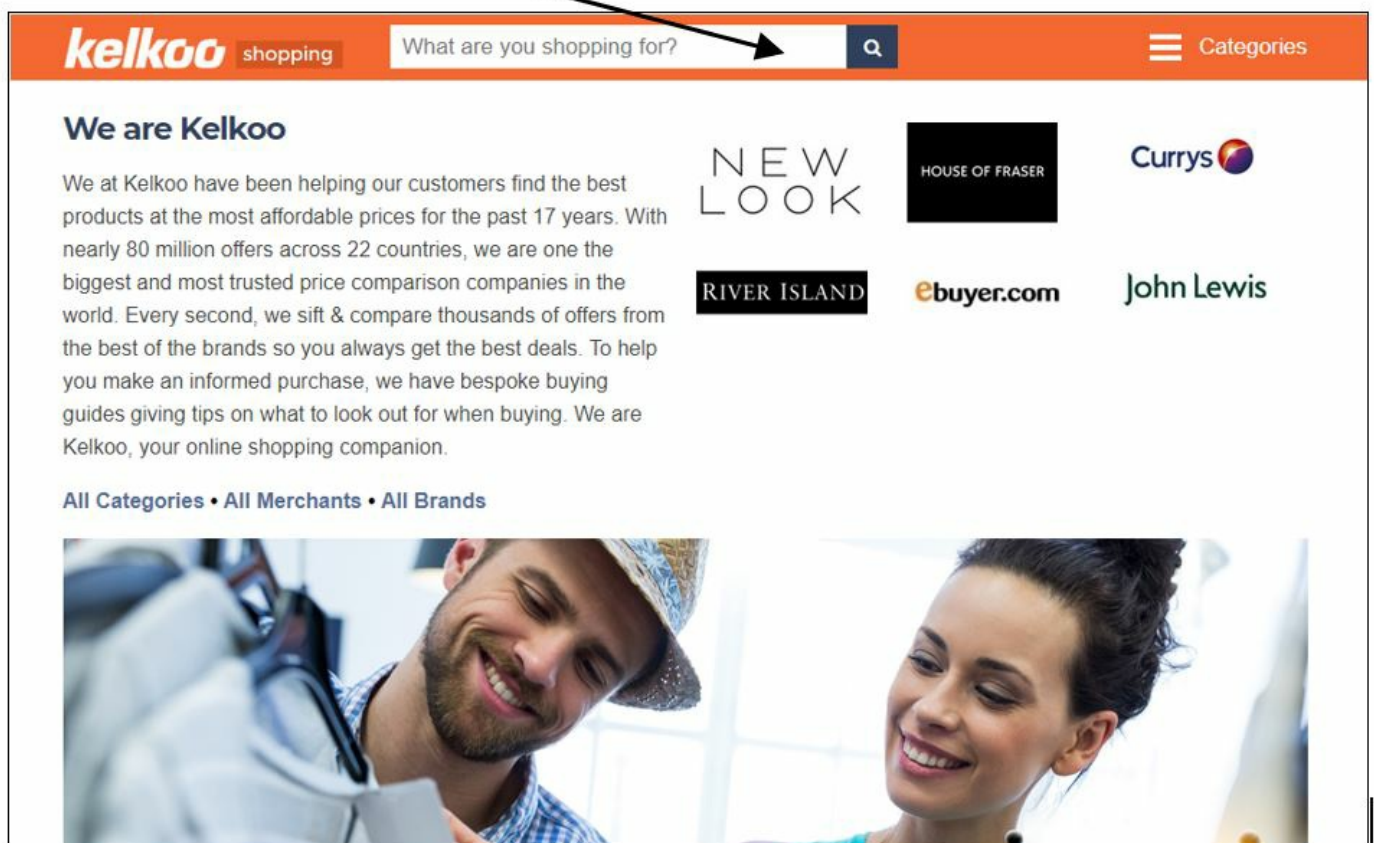 kelkoo shopping What are you shopping for? Categories
We are Kelkoo
We at Kelkoo have been helping our customers find the best
products at the most affordable prices for the past 17 years. With
nearly 80 million offers across 22 countries, we are one the
biggest and most trusted price comparison companies in the
world. Every second, we sift & compare thousands of offers from
the best of the brands so you always get the best deals. To help
you make an informed purchase, we have bespoke buying
guides giving tips on what to look out for when buying. We are
Kelkoo, your online shopping companion.
All Categories • All Merchants • All Brands
NEW
LOOK
HOUSE OF FRASER
Currys
RIVER ISLAND
ebuyer.com
John Lewis